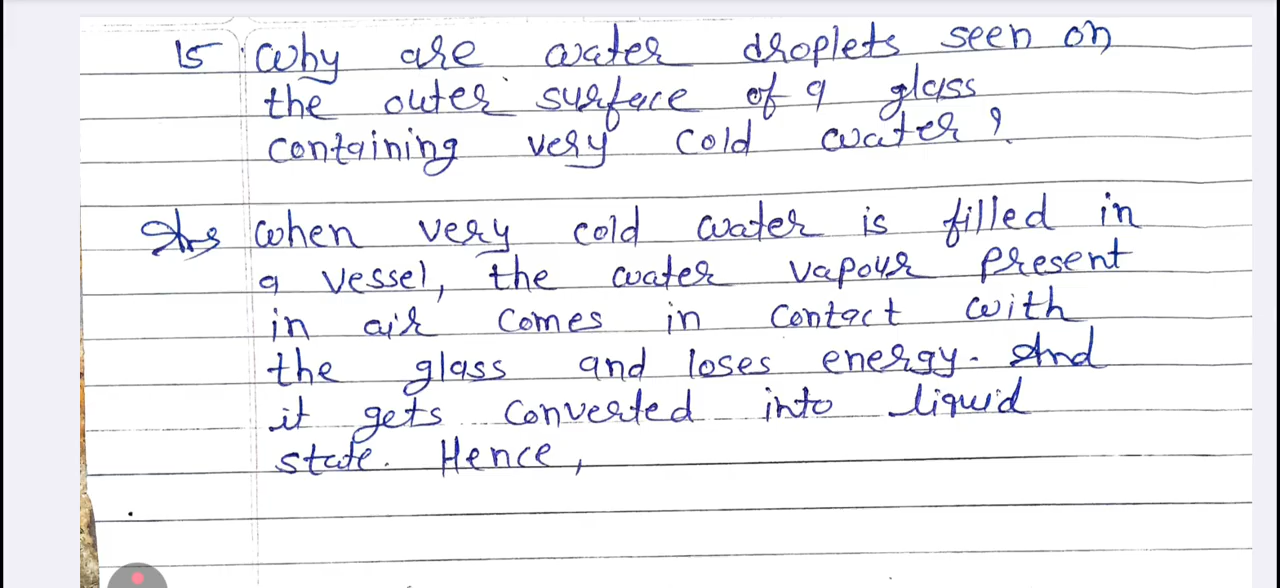 15 Why are water droplets seen on
the outer surface of a glass
containing very cold water?
Ans When very cold water is filled in
a vessel, the water vapour present
in air comes in contact with
the glass and loses energy. And
it gets converted into liquid
state. Hence,